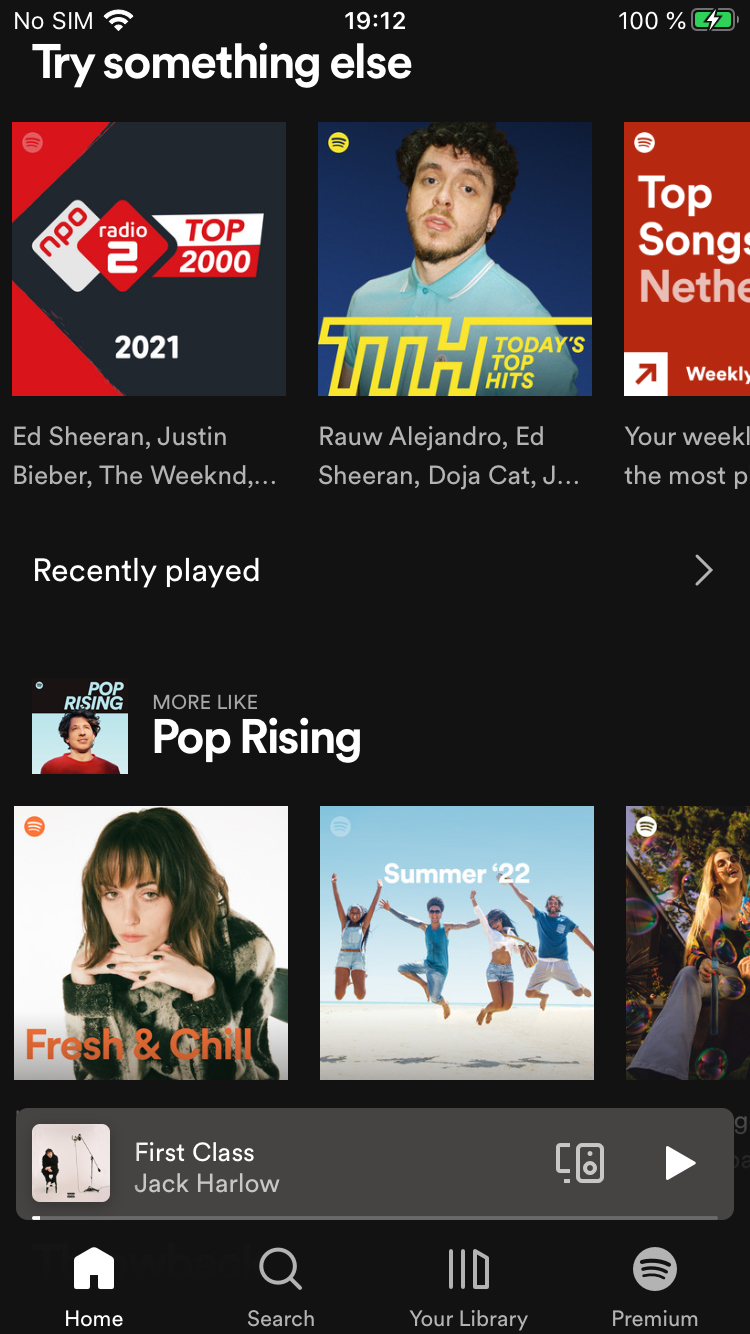 No SIM 19:12 100 %
Try something else
npo radio 2 TOP 2000
2021
TODAY'S
TOP
HITS
Top
Songs
Weekly
Ed Sheeran, Justin
Bieber, The Weeknd,...
Rauw Alejandro, Ed
Sheeran, Doja Cat, J...
Your
the most
Recently played
POP
RISING
MORE LIKE
Pop Rising
Summer ‘22
Fresh & Chill
First Class
Jack Harlow
Home Search Your Library Premium